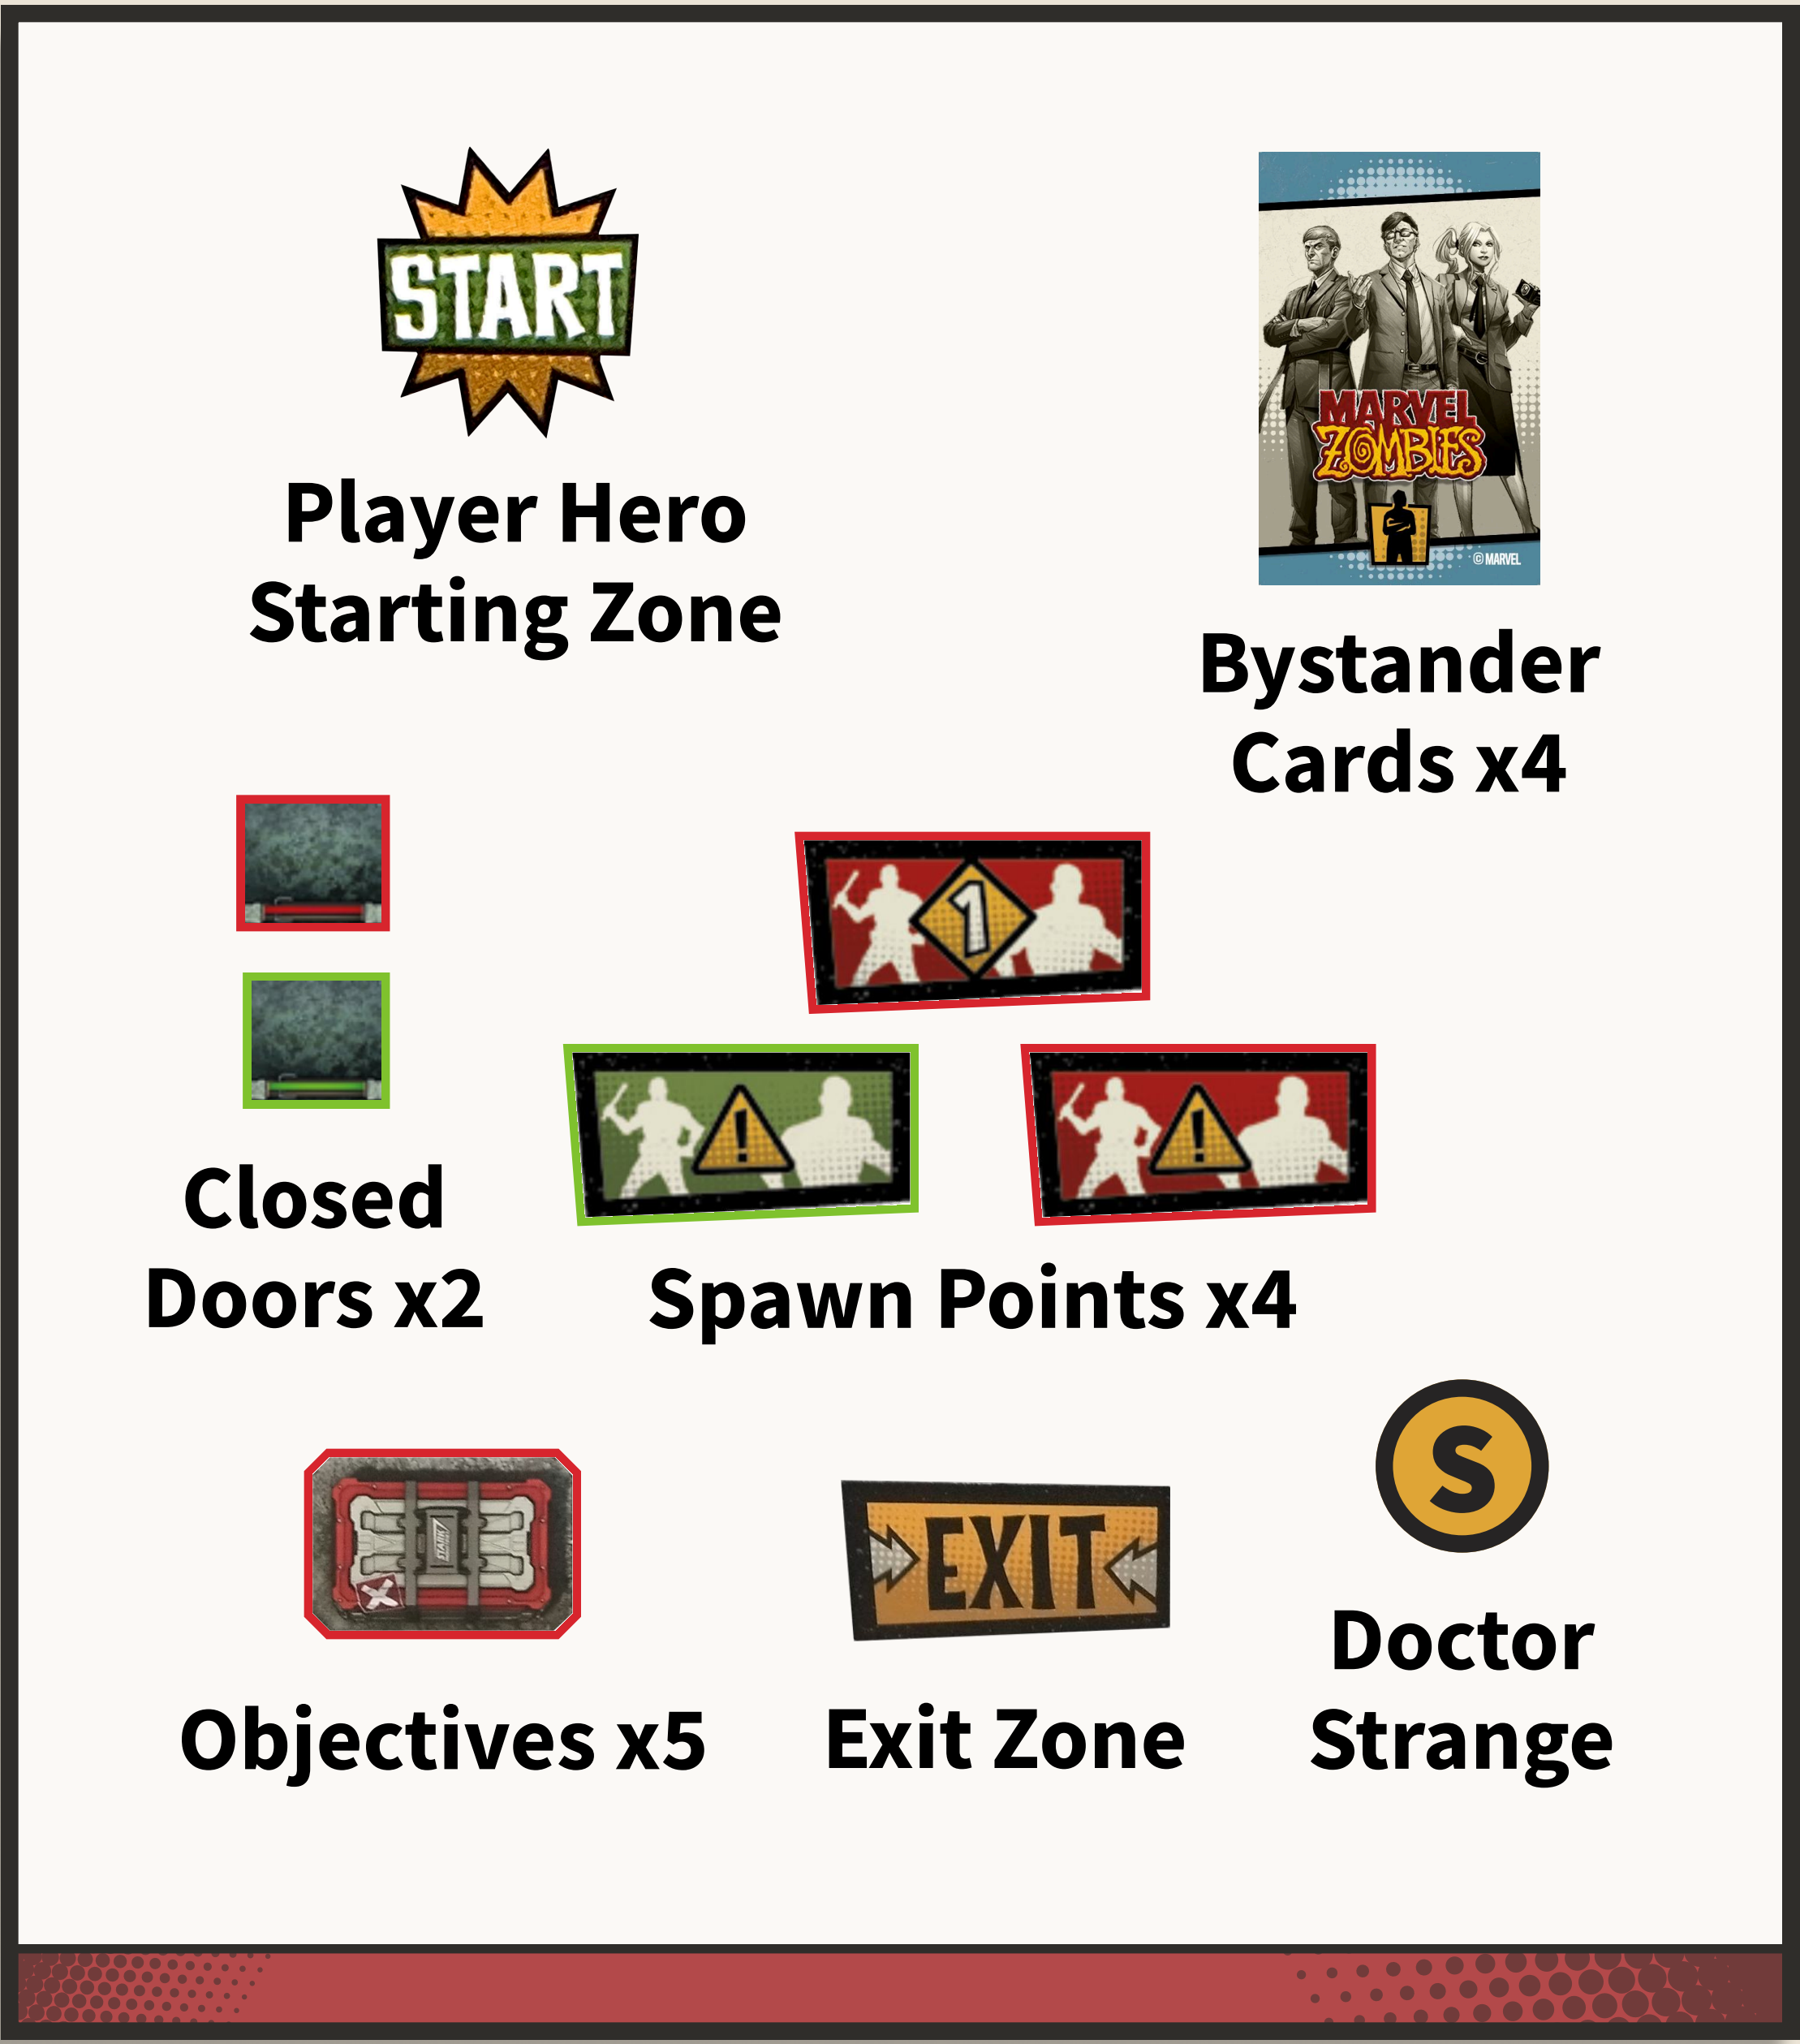 START
Player Hero
Starting Zone
MARVEL
ZOMBIES
© MARVEL
Bystander
Cards x4
1
!
!
Closed
Doors x2
Spawn Points x4
STARK
EXIT
S
Objectives x5
Exit Zone
Doctor
Strange